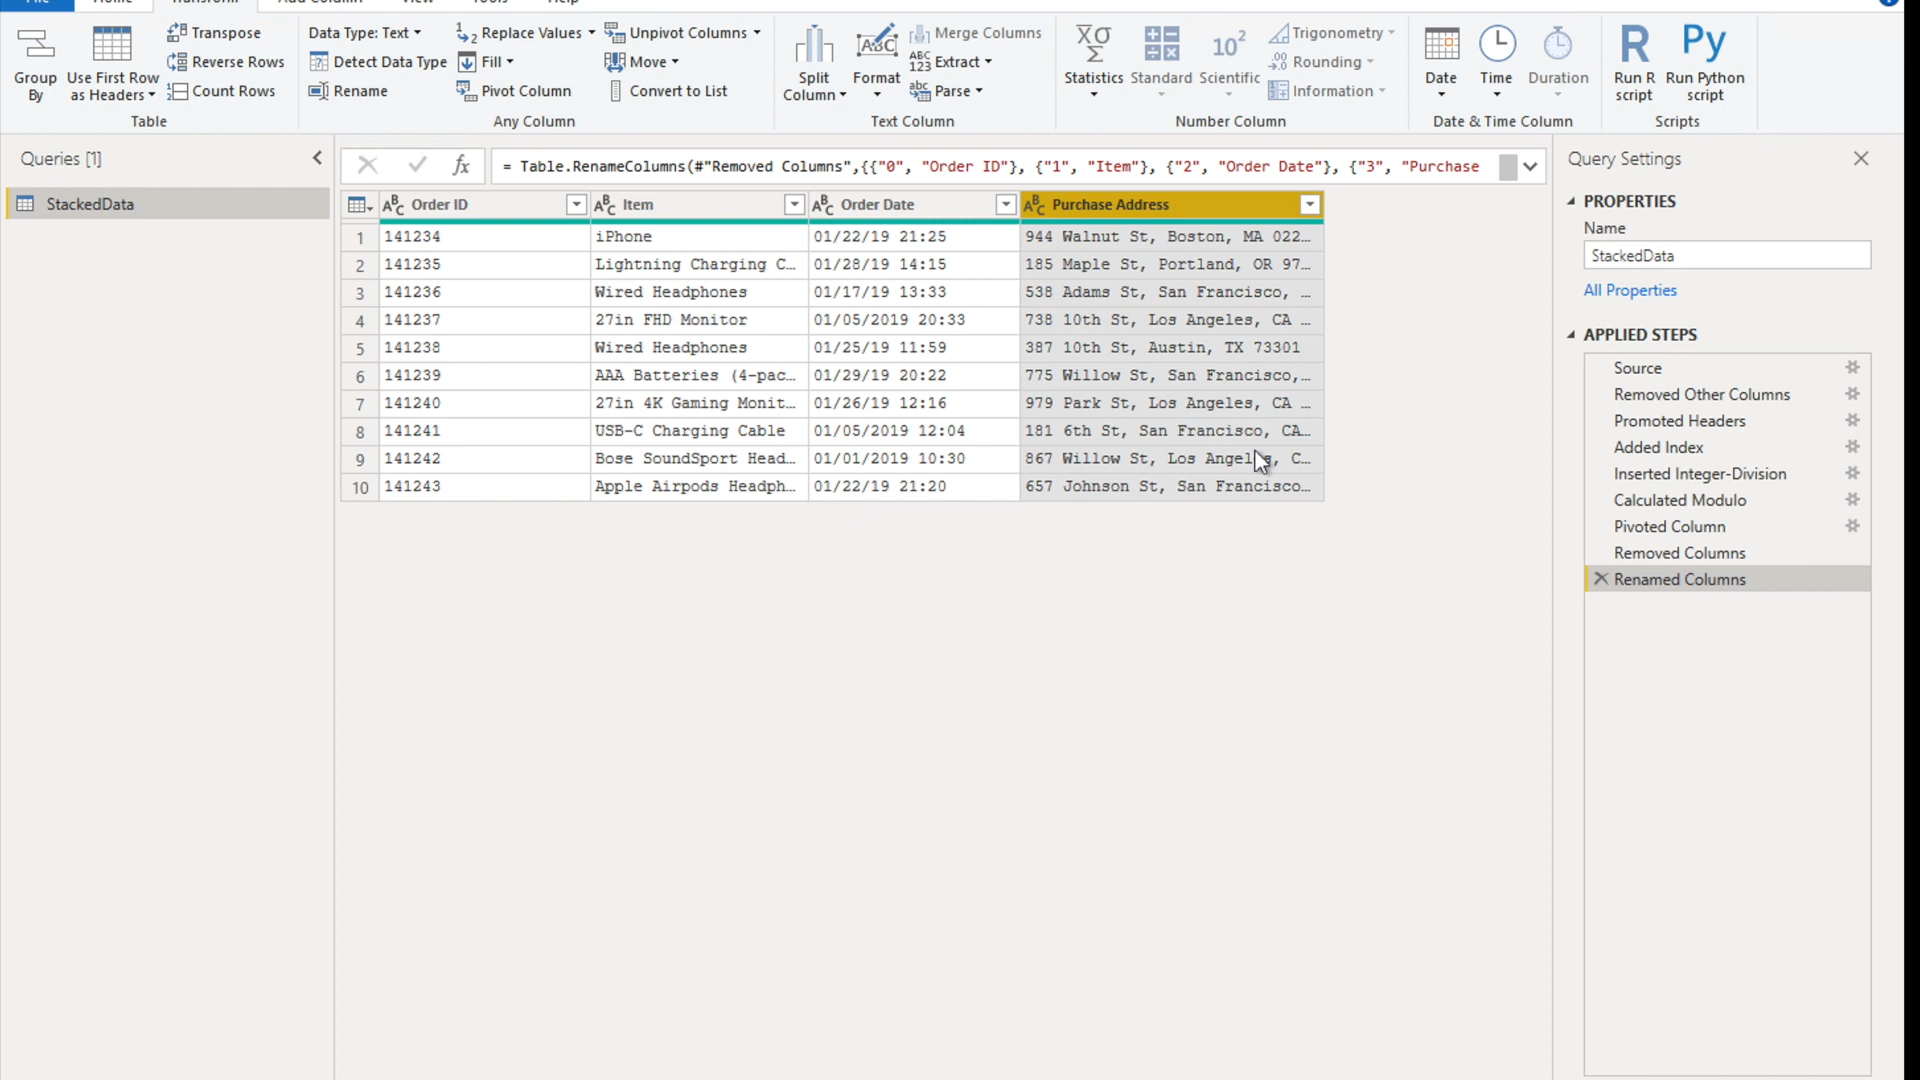 File Home Transform Add Column View Tools Help
Group By
Use First Row as Headers
Transpose
Reverse Rows
Count Rows
Table
Data Type: Text
Detect Data Type
Rename
Replace Values
Fill
Pivot Column
Unpivot Columns
Move
Convert to List
Any Column
Split Column
Format
Merge Columns
Extract
Parse
Text Column
Statistics
Standard
Scientific
Trigonometry
Rounding
Information
Number Column
Date
Time
Duration
Date & Time Column
Run R script
Run Python script
Scripts
Queries [1]
StackedData
= Table.RenameColumns(#"Removed Columns",{{"0", "Order ID"}, {"1", "Item"}, {"2", "Order Date"}, {"3", "Purchase
Order ID Item Order Date Purchase Address
1 141234 iPhone 01/22/19 21:25 944 Walnut St, Boston, MA 022...
2 141235 Lightning Charging C... 01/28/19 14:15 185 Maple St, Portland, OR 97...
3 141236 Wired Headphones 01/17/19 13:33 538 Adams St, San Francisco, ...
4 141237 27in FHD Monitor 01/05/2019 20:33 738 10th St, Los Angeles, CA ...
5 141238 Wired Headphones 01/25/19 11:59 387 10th St, Austin, TX 73301
6 141239 AAA Batteries (4-pac... 01/29/19 20:22 775 Willow St, San Francisco,...
7 141240 27in 4K Gaming Monit... 01/26/19 12:16 979 Park St, Los Angeles, CA ...
8 141241 USB-C Charging Cable 01/05/2019 12:04 181 6th St, San Francisco, CA...
9 141242 Bose SoundSport Head... 01/01/2019 10:30 867 Willow St, Los Angeles, C...
10 141243 Apple Airpods Headph... 01/22/19 21:20 657 Johnson St, San Francisco...
Query Settings
PROPERTIES
Name
StackedData
All Properties
APPLIED STEPS
Source
Removed Other Columns
Promoted Headers
Added Index
Inserted Integer-Division
Calculated Modulo
Pivoted Column
Removed Columns
Renamed Columns